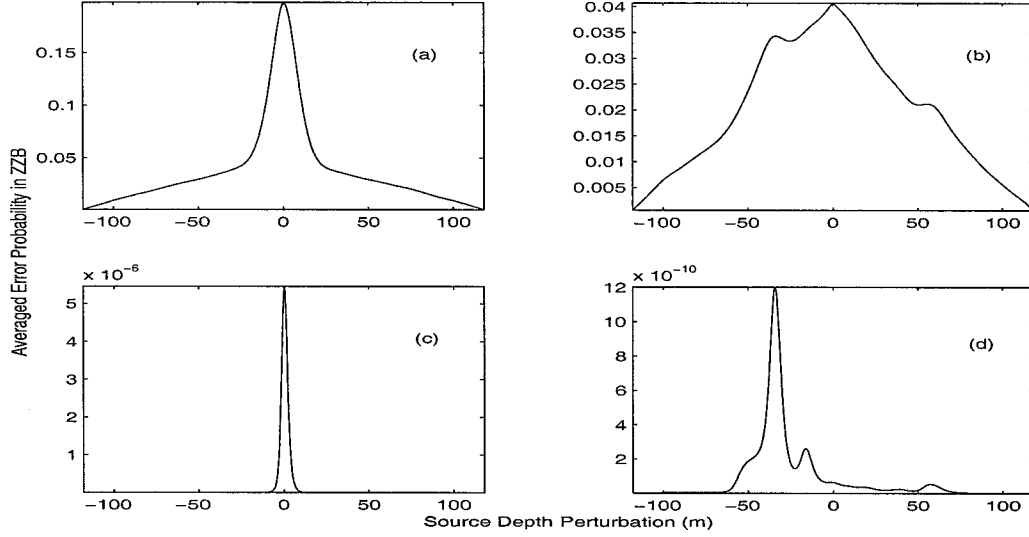 Averaged Error Probability in ZZB
(a)
0.15
0.1
0.05
−100 −50 0 50 100
(b)
0.04
0.035
0.03
0.025
0.02
0.015
0.01
0.005
−100 −50 0 50 100
× 10−6
(c)
5
4
3
2
1
−100 −50 0 50 100
× 10−10
(d)
12
10
8
6
4
2
−100 −50 0 50 100
Source Depth Perturbation (m)